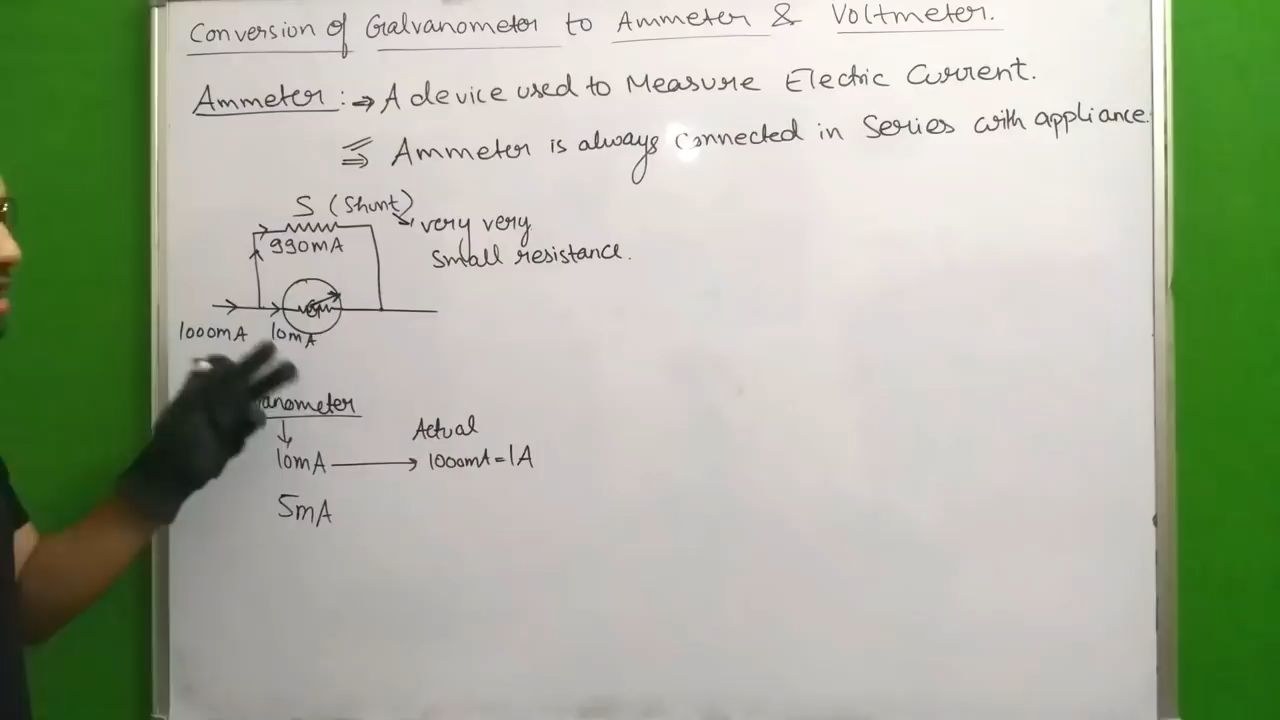 Conversion of Galvanometer to Ammeter & Voltmeter.
Ammeter :⇒ A device used to Measure Electric Current.
⇒ Ammeter is always connected in Series with appliance.
S (Shunt)
→ very very
small resistance.
990mA
1000mA 10mA
anometer
↓
Actual
10mA → 1000mA = 1A
5mA